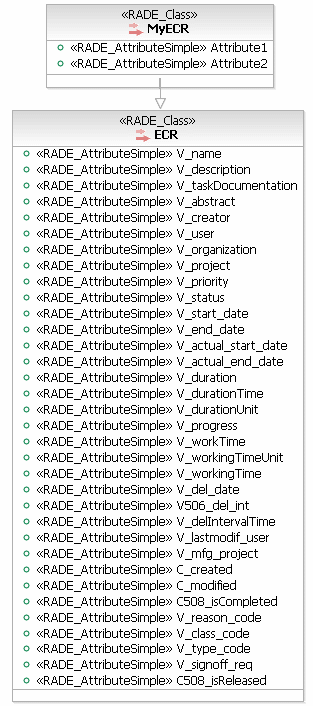 «RADE_Class»
MyECR
«RADE_AttributeSimple» Attribute1
«RADE_AttributeSimple» Attribute2
«RADE_Class»
ECR
«RADE_AttributeSimple» V_name
«RADE_AttributeSimple» V_description
«RADE_AttributeSimple» V_taskDocumentation
«RADE_AttributeSimple» V_abstract
«RADE_AttributeSimple» V_creator
«RADE_AttributeSimple» V_user
«RADE_AttributeSimple» V_organization
«RADE_AttributeSimple» V_project
«RADE_AttributeSimple» V_priority
«RADE_AttributeSimple» V_status
«RADE_AttributeSimple» V_start_date
«RADE_AttributeSimple» V_end_date
«RADE_AttributeSimple» V_actual_start_date
«RADE_AttributeSimple» V_actual_end_date
«RADE_AttributeSimple» V_duration
«RADE_AttributeSimple» V_durationTime
«RADE_AttributeSimple» V_durationUnit
«RADE_AttributeSimple» V_progress
«RADE_AttributeSimple» V_workTime
«RADE_AttributeSimple» V_workingTimeUnit
«RADE_AttributeSimple» V_workingTime
«RADE_AttributeSimple» V_del_date
«RADE_AttributeSimple» V506_del_int
«RADE_AttributeSimple» V_delIntervalTime
«RADE_AttributeSimple» V_lastmodif_user
«RADE_AttributeSimple» V_mfg_project
«RADE_AttributeSimple» C_created
«RADE_AttributeSimple» C_modified
«RADE_AttributeSimple» C508_isCompleted
«RADE_AttributeSimple» V_reason_code
«RADE_AttributeSimple» V_class_code
«RADE_AttributeSimple» V_type_code
«RADE_AttributeSimple» V_signoff_req
«RADE_AttributeSimple» C508_isReleased